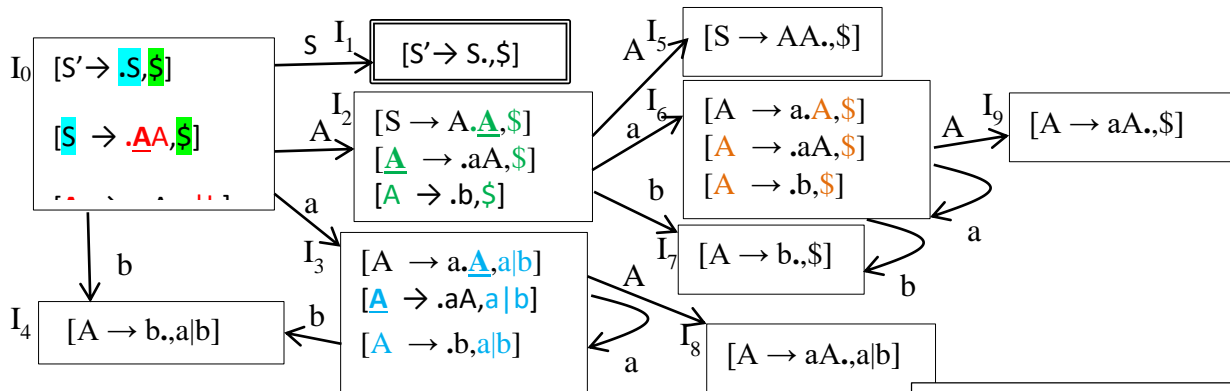 I0
[S’→ .S,$]
[S → .AA,$]
S
I1
[S’→ S.,$]
A
I2
[S → A.A,$]
[A → .aA,$]
[A → .b,$]
a
I3
[A → a.A,a|b]
[A → .aA,a|b]
[A → .b,a|b]
b
I4
[A → b.,a|b]
b
a
A
I5
[S → AA.,$]
a
I6
[A → a.A,$]
[A → .aA,$]
[A → .b,$]
a
b
b
I7
[A → b.,$]
A
I8
[A → aA.,a|b]
A
I9
[A → aA.,$]